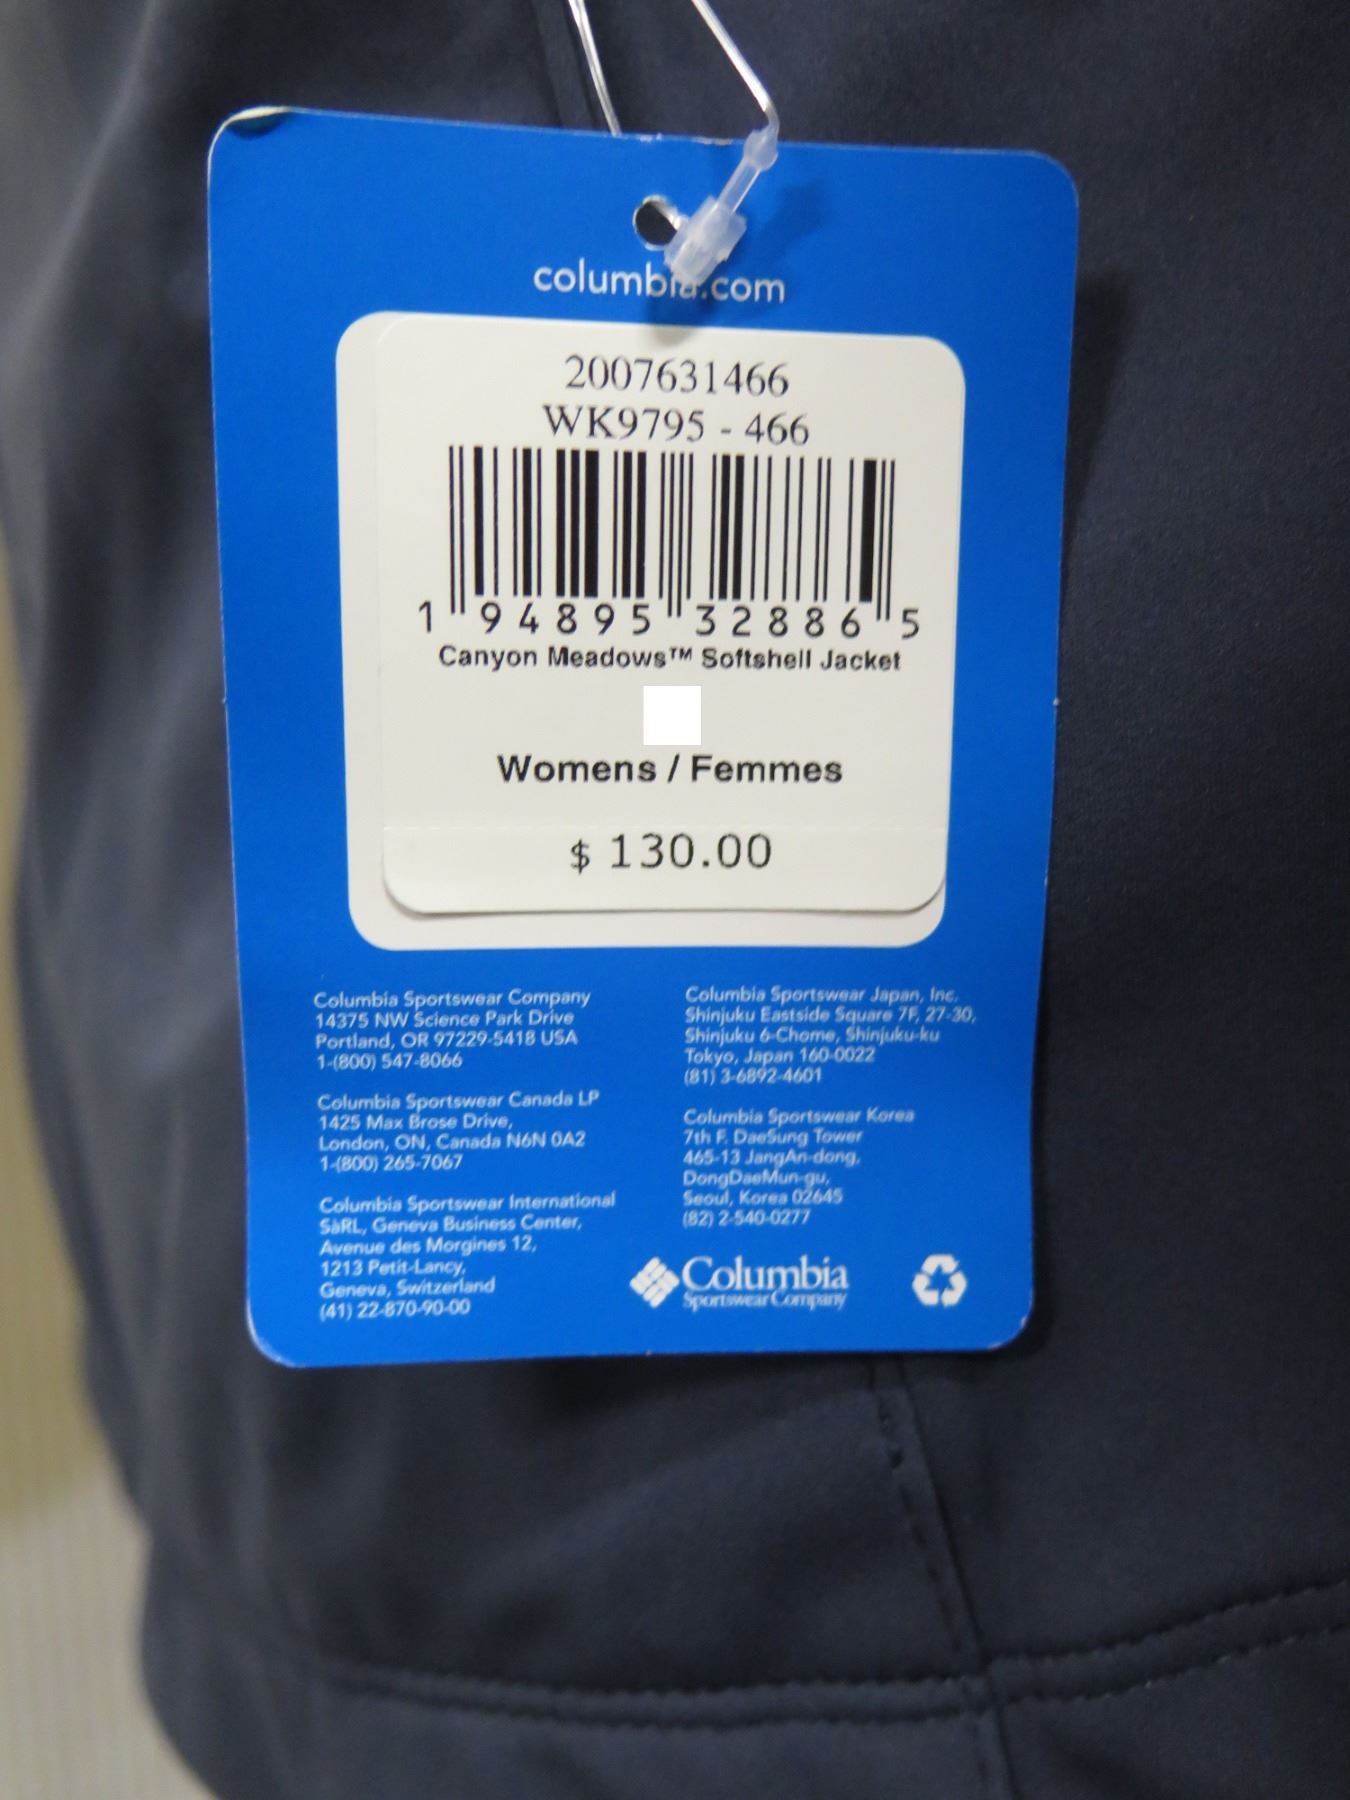 columbia.com
2007631466
WK9795 - 466
1 94895 32886 5
Canyon Meadows™ Softshell Jacket
Womens / Femmes
$ 130.00
Columbia Sportswear Company
14375 NW Science Park Drive
Portland, OR 97229-5418 USA
1-(800) 547-8066
Columbia Sportswear Canada LP
1425 Max Brose Drive,
London, ON, Canada N6N 0A2
1-(800) 265-7067
Columbia Sportswear International
SàRL, Geneva Business Center,
Avenue des Morgines 12,
1213 Petit-Lancy,
Geneva, Switzerland
(41) 22-870-90-00
Columbia Sportswear Japan, Inc.
Shinjuku Eastside Square 7F, 27-30,
Shinjuku 6-Chome, Shinjuku-ku
Tokyo, Japan 160-0022
(81) 3-6892-4601
Columbia Sportswear Korea
7th F. DaeSung Tower
465-13 JangAn-dong,
DongDaeMun-gu,
Seoul, Korea 02645
(82) 2-540-0277
Columbia
Sportswear Company